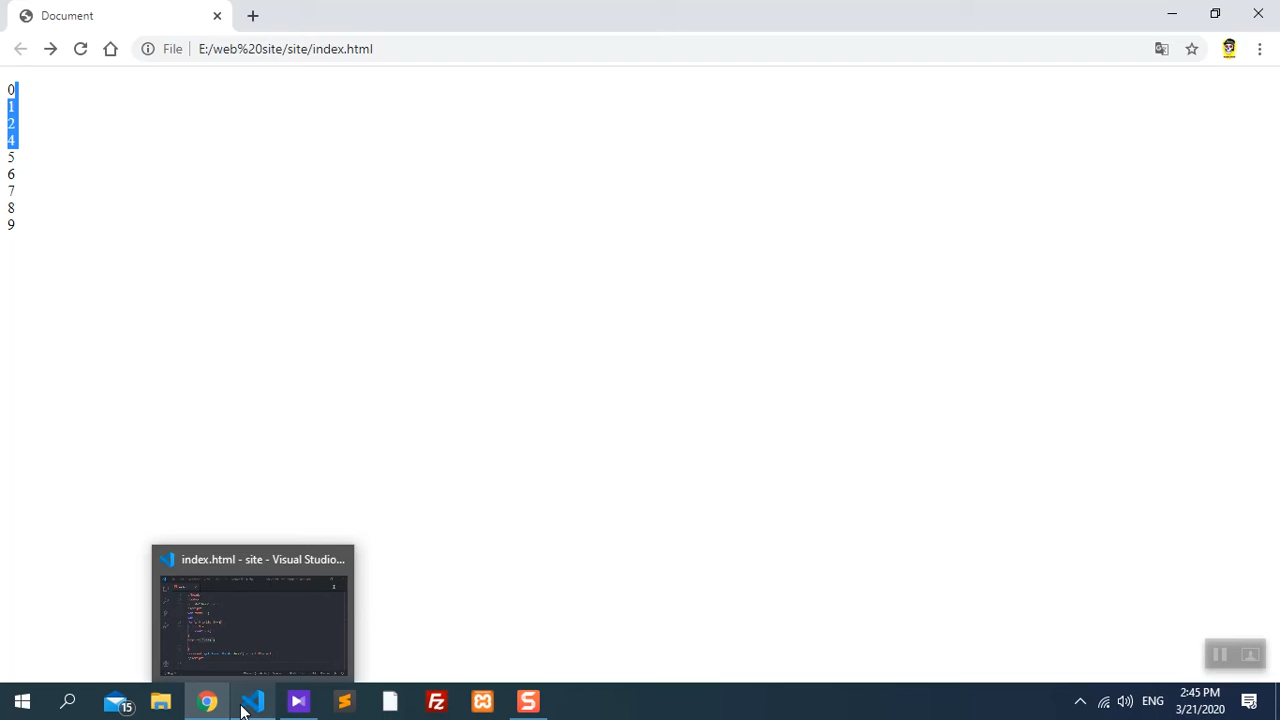 Document
File
E:/web%20site/site/index.html
0
1
2
4
5
6
7
8
9
index.html - site - Visual Studio...
15
Fz
S
S
ENG
2:45 PM
3/21/2020